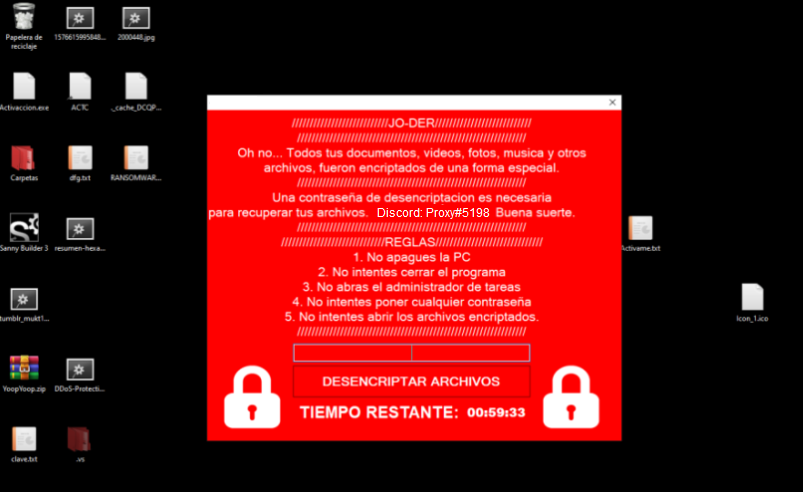 Papelera de
reciclaje
1576615995848...
2000448.jpg
Activaccion.exe
ACTC
._cache_DCQP...
Carpetas
dfg.txt
RANSOMWAR...
Sanny Builder 3
resumen-hexa...
tumblr_mukt1...
YoopYoop.zip
DDoS-Protecti...
clave.txt
.vs
////////////////////////////JO-DER////////////////////////////
Oh no... Todos tus documentos, videos, fotos, musica y otros
archivos, fueron encriptados de una forma especial.
Una contraseña de desencriptacion es necesaria
para recuperar tus archivos. Discord: Proxy#5198 Buena suerte.
//////////////////////////////REGLAS///////////////////////////////
1. No apagues la PC
2. No intentes cerrar el programa
3. No abras el administrador de tareas
4. No intentes poner cualquier contraseña
5. No intentes abrir los archivos encriptados.
DESENCRIPTAR ARCHIVOS
TIEMPO RESTANTE: 00:59:33
Activame.txt
Icon_1.ico